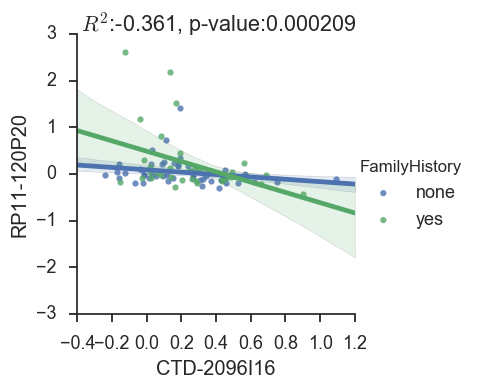 R²:-0.361, p-value:0.000209
3
2
1
0
−1
−2
−3
RP11-120P20
−0.4 −0.2 0.0 0.2 0.4 0.6 0.8 1.0 1.2
CTD-2096I16
FamilyHistory
none
yes